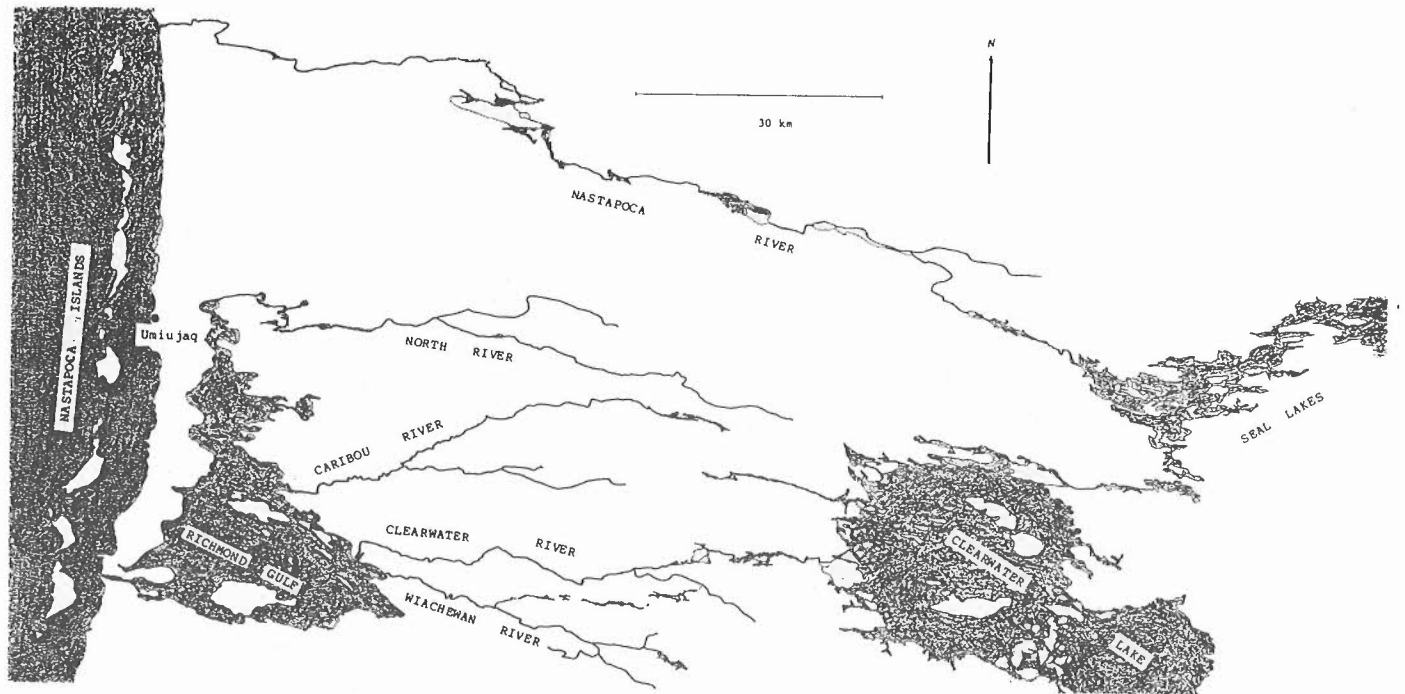 N
30 km
NASTAPOCA
RIVER
NASTAPOCA ISLANDS
Umiujaq
NORTH RIVER
SEAL LAKES
CARIBOU RIVER
CLEARWATER RIVER
RICHMOND
GULF
CLEARWATER
WIACHEWAN RIVER
LAKE